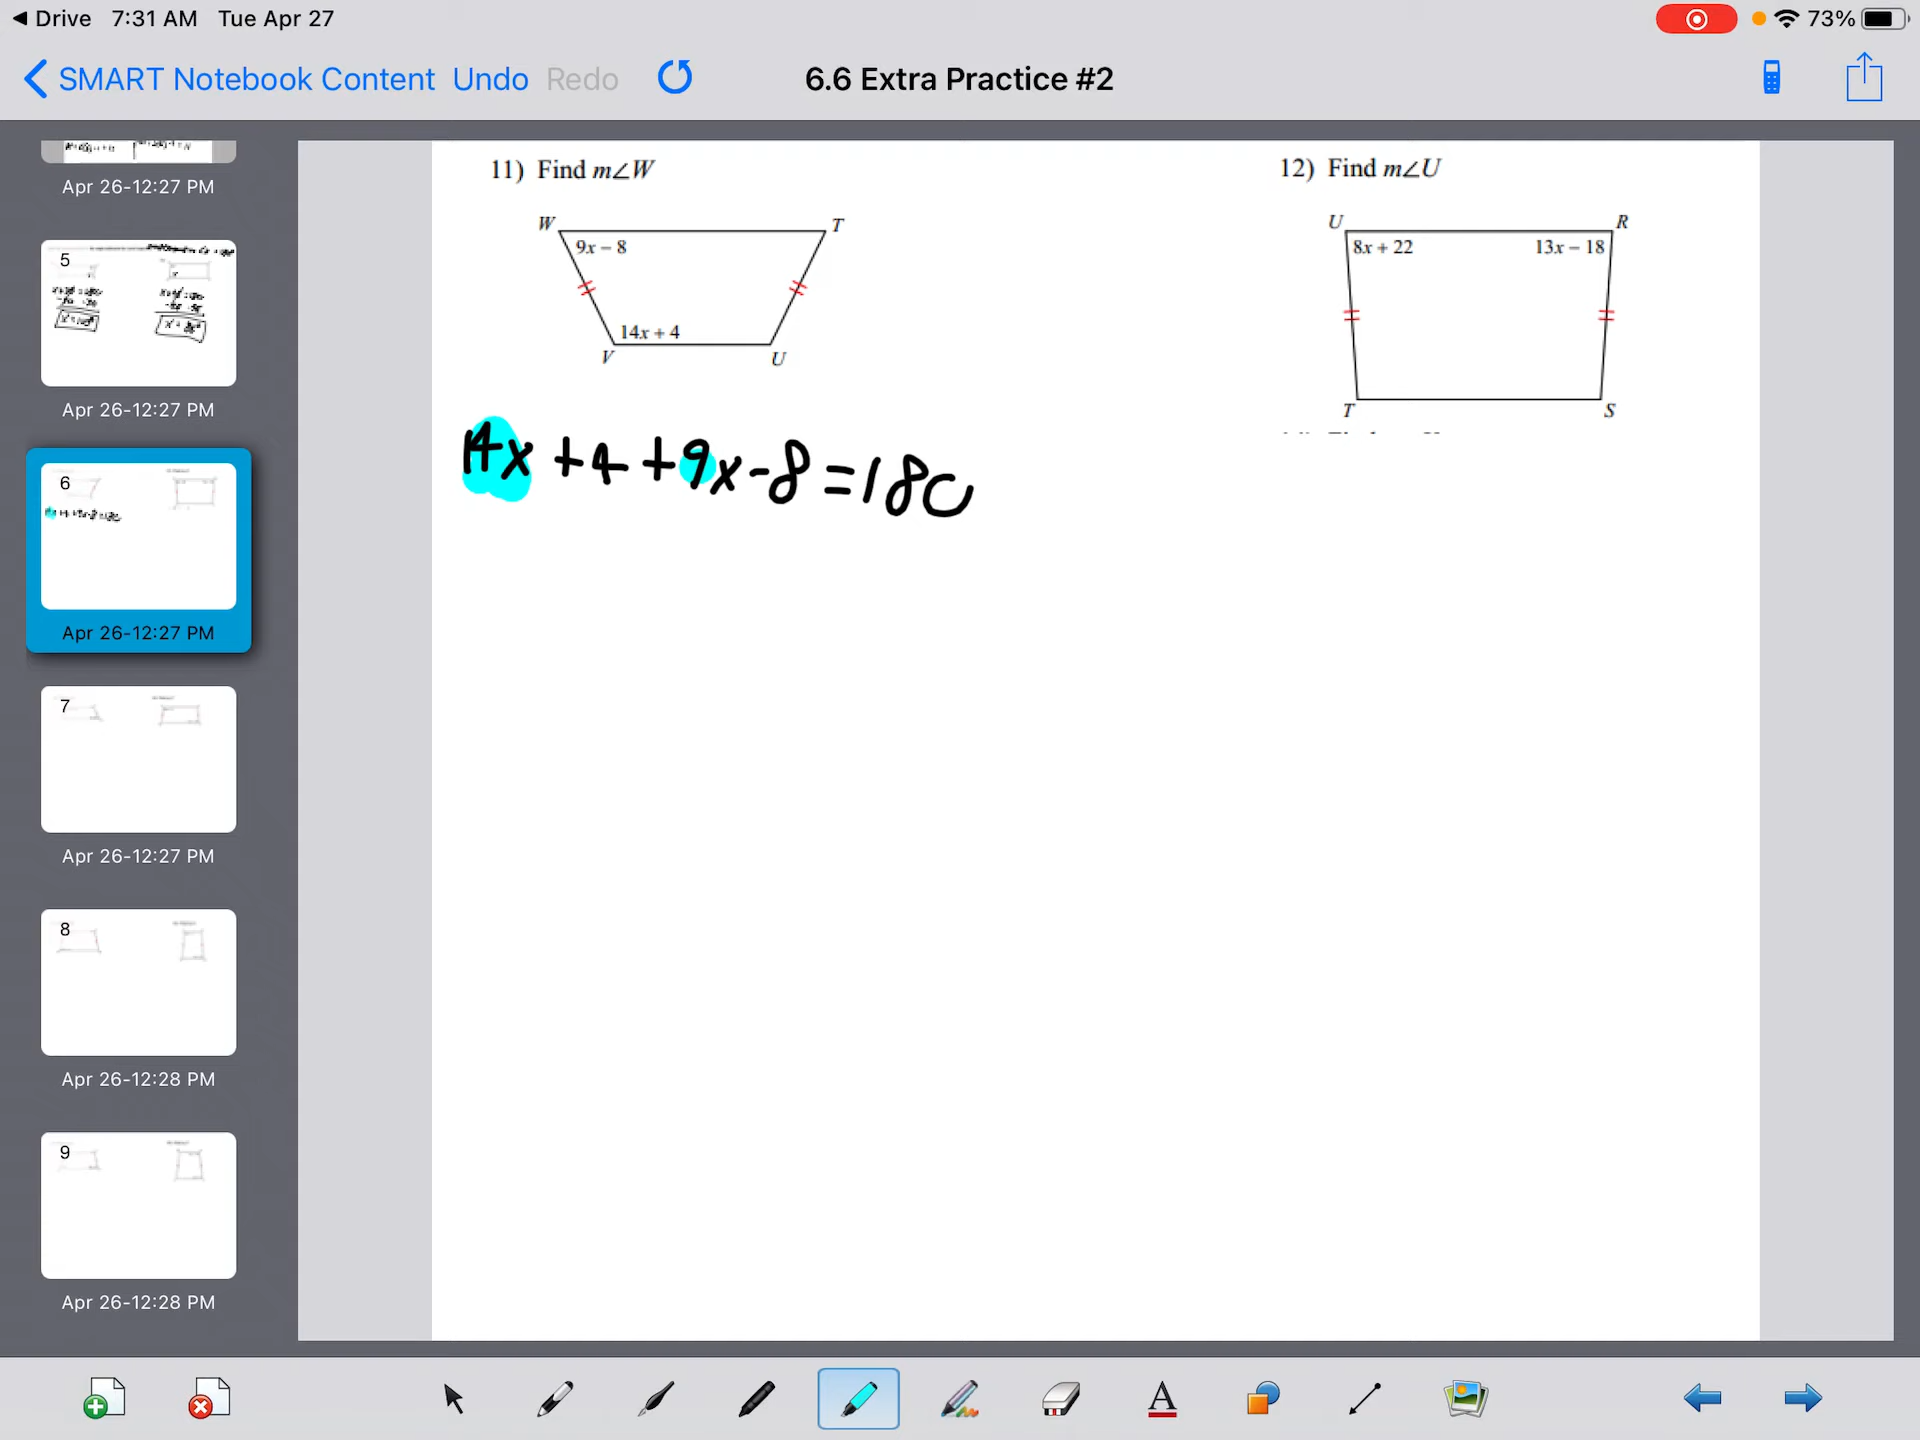 Drive 7:31 AM Tue Apr 27 73%
SMART Notebook Content Undo Redo 6.6 Extra Practice #2
Apr 26-12:27 PM
5
Apr 26-12:27 PM
6
Apr 26-12:27 PM
7
Apr 26-12:27 PM
8
Apr 26-12:28 PM
9
Apr 26-12:28 PM
11) Find m∠W
W T
9x – 8
14x + 4
V U
14x + 4 + 9x - 8 = 180
12) Find m∠U
U R
8x + 22 13x – 18
T S
A